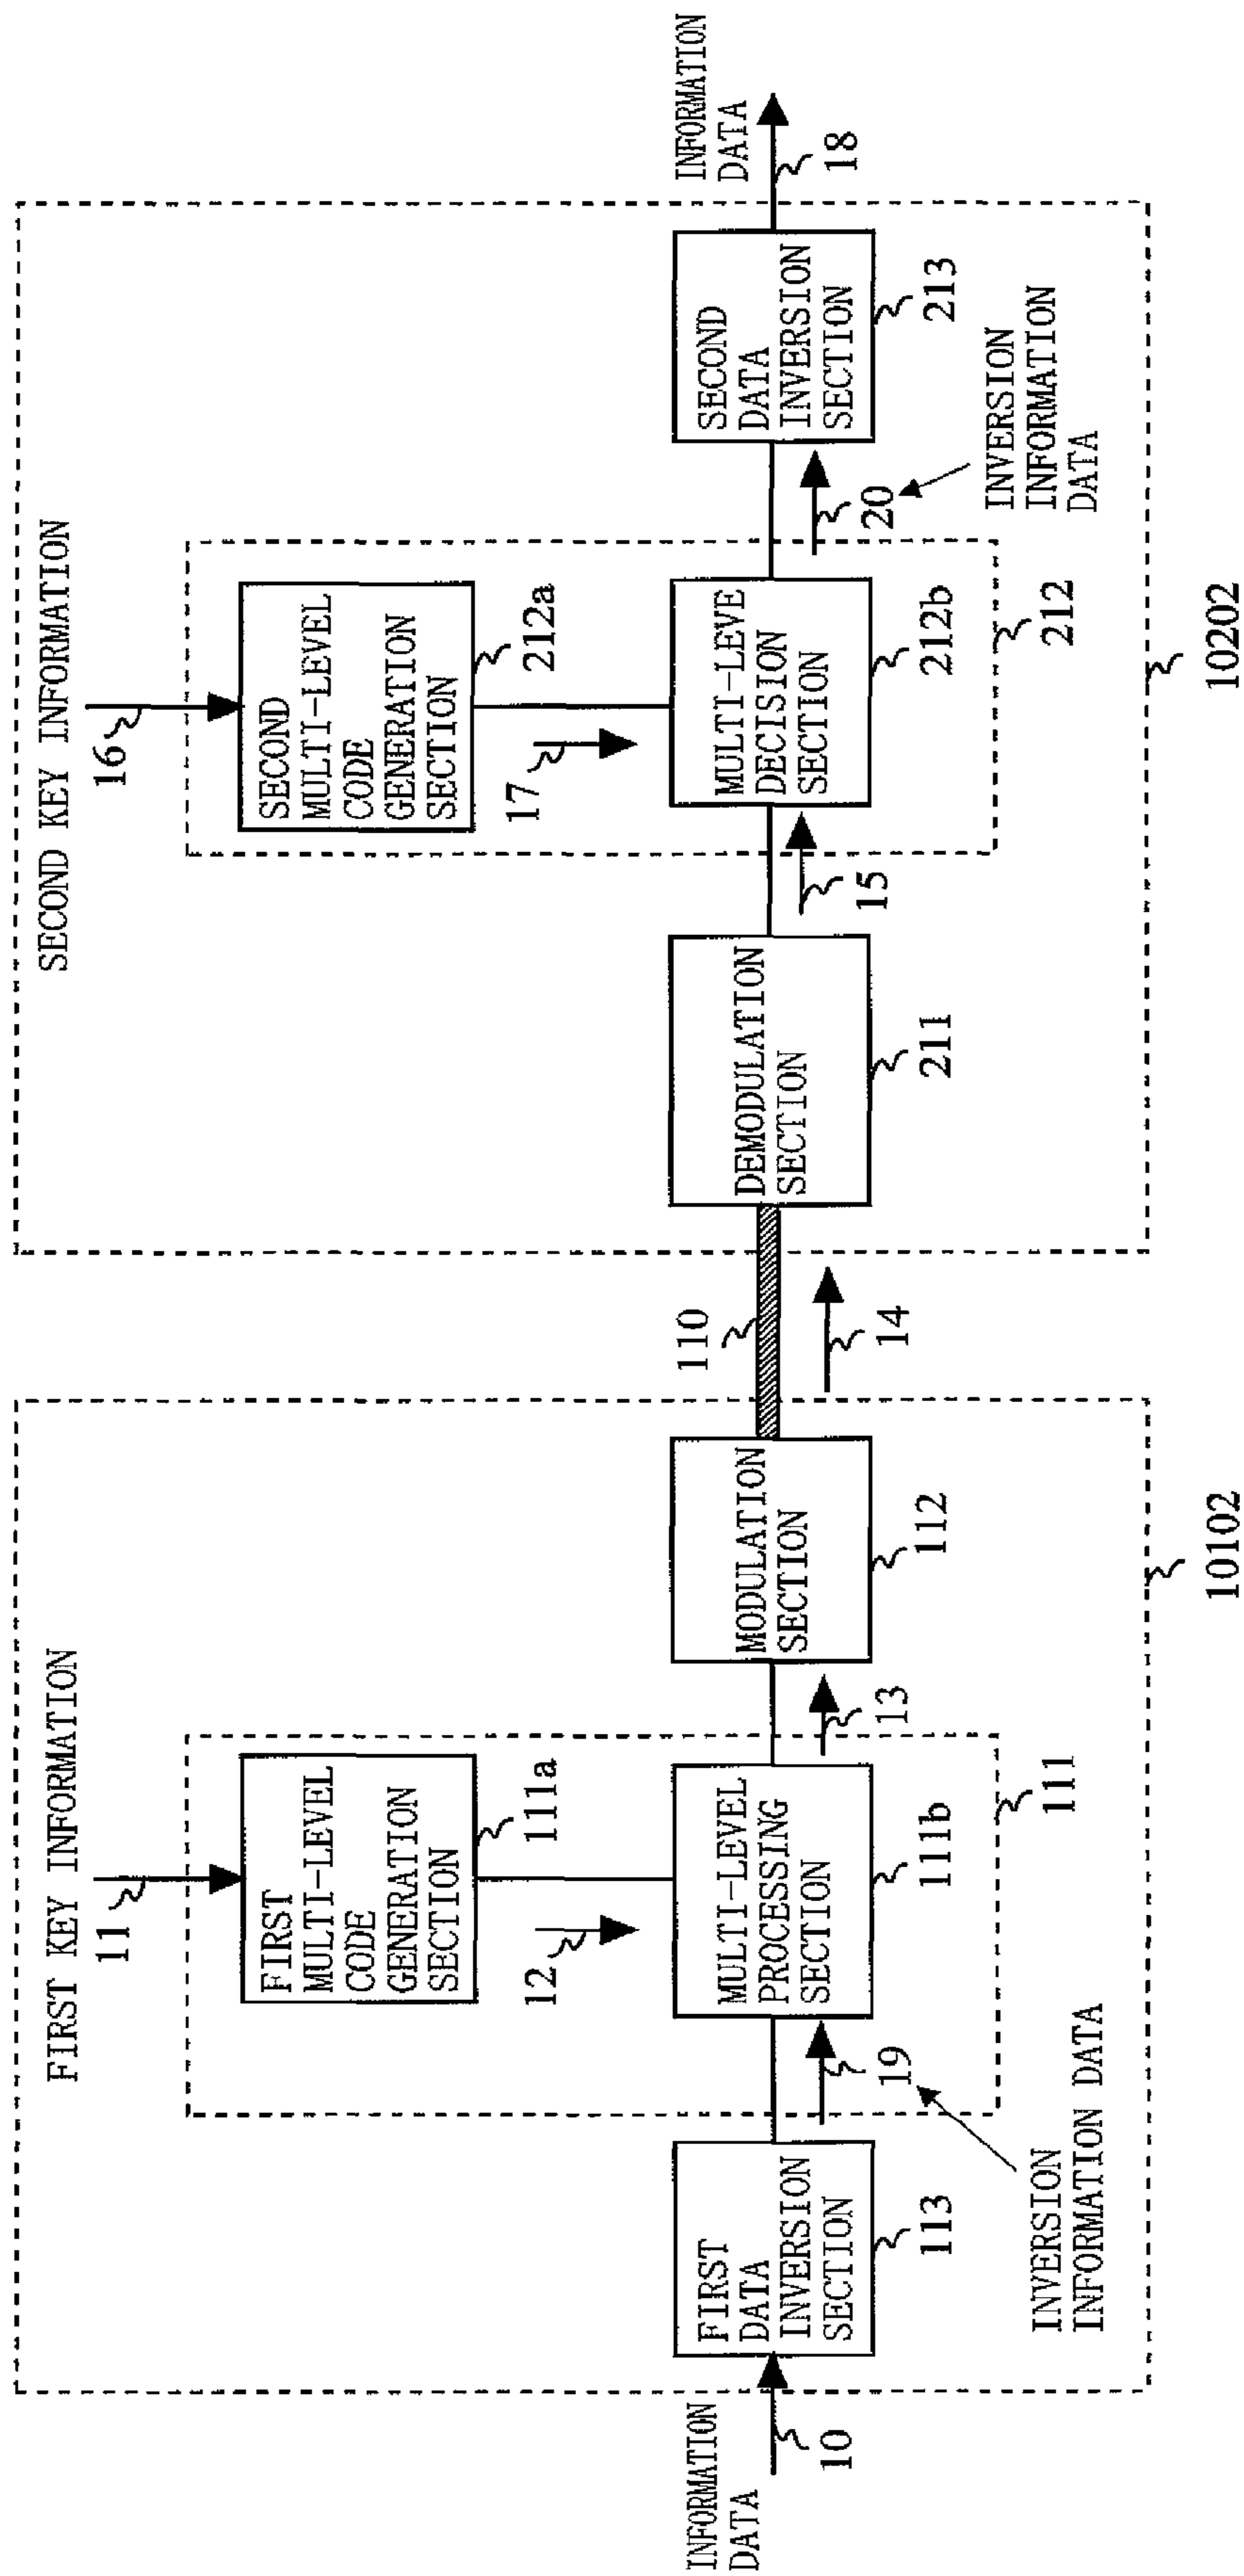 FIRST KEY INFORMATION
11
FIRST
MULTI-LEVEL
CODE
GENERATION
SECTION
111a
12
INFORMATION
DATA
10
FIRST
DATA
INVERSION
SECTION
113
19
INVERSION
INFORMATION DATA
MULTI-LEVEL
PROCESSING
SECTION
111b
111
13
MODULATION
SECTION
112
10102
110
14
SECOND KEY INFORMATION
16
SECOND
MULTI-LEVEL
CODE
GENERATION
SECTION
212a
17
DEMODULATION
SECTION
211
15
MULTI-LEVE
DECISION
SECTION
212b
212
20
INVERSION
INFORMATION
DATA
SECOND
DATA
INVERSION
SECTION
213
INFORMATION
DATA
18
10202